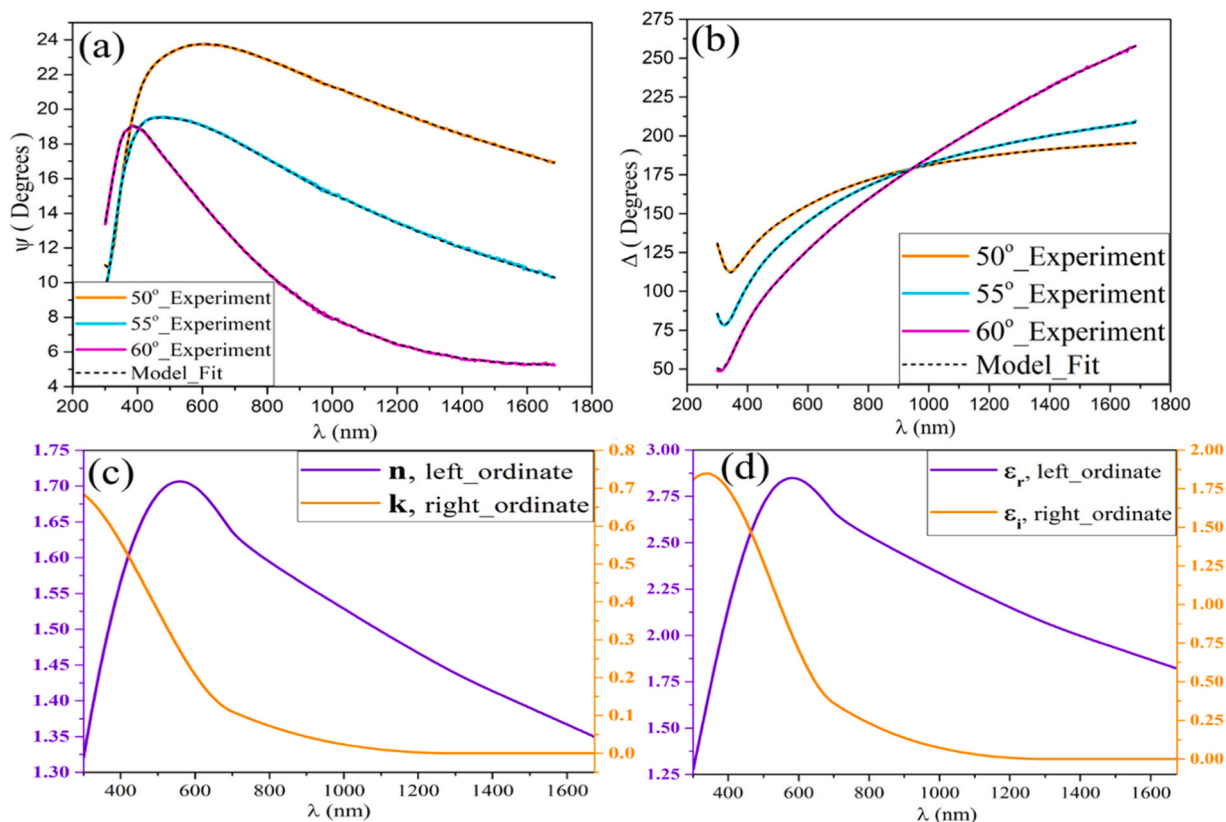 (a)
24
22
20
18
16
14
12
10
8
6
4
ψ ( Degrees )
50°_Experiment
55°_Experiment
60°_Experiment
Model_Fit
200 400 600 800 1000 1200 1400 1600 1800
λ (nm)
(b)
275
250
225
200
175
150
125
100
75
50
Δ ( Degrees )
50°_Experiment
55°_Experiment
60°_Experiment
Model_Fit
200 400 600 800 1000 1200 1400 1600 1800
λ (nm)
(c)
1.75
1.70
1.65
1.60
1.55
1.50
1.45
1.40
1.35
1.30
n, left_ordinate
k, right_ordinate
0.8
0.7
0.6
0.5
0.4
0.3
0.2
0.1
0.0
400 600 800 1000 1200 1400 1600
λ (nm)
(d)
3.00
2.75
2.50
2.25
2.00
1.75
1.50
1.25
εr, left_ordinate
εi, right_ordinate
2.00
1.75
1.50
1.25
1.00
0.75
0.50
0.25
0.00
400 600 800 1000 1200 1400 1600
λ (nm)